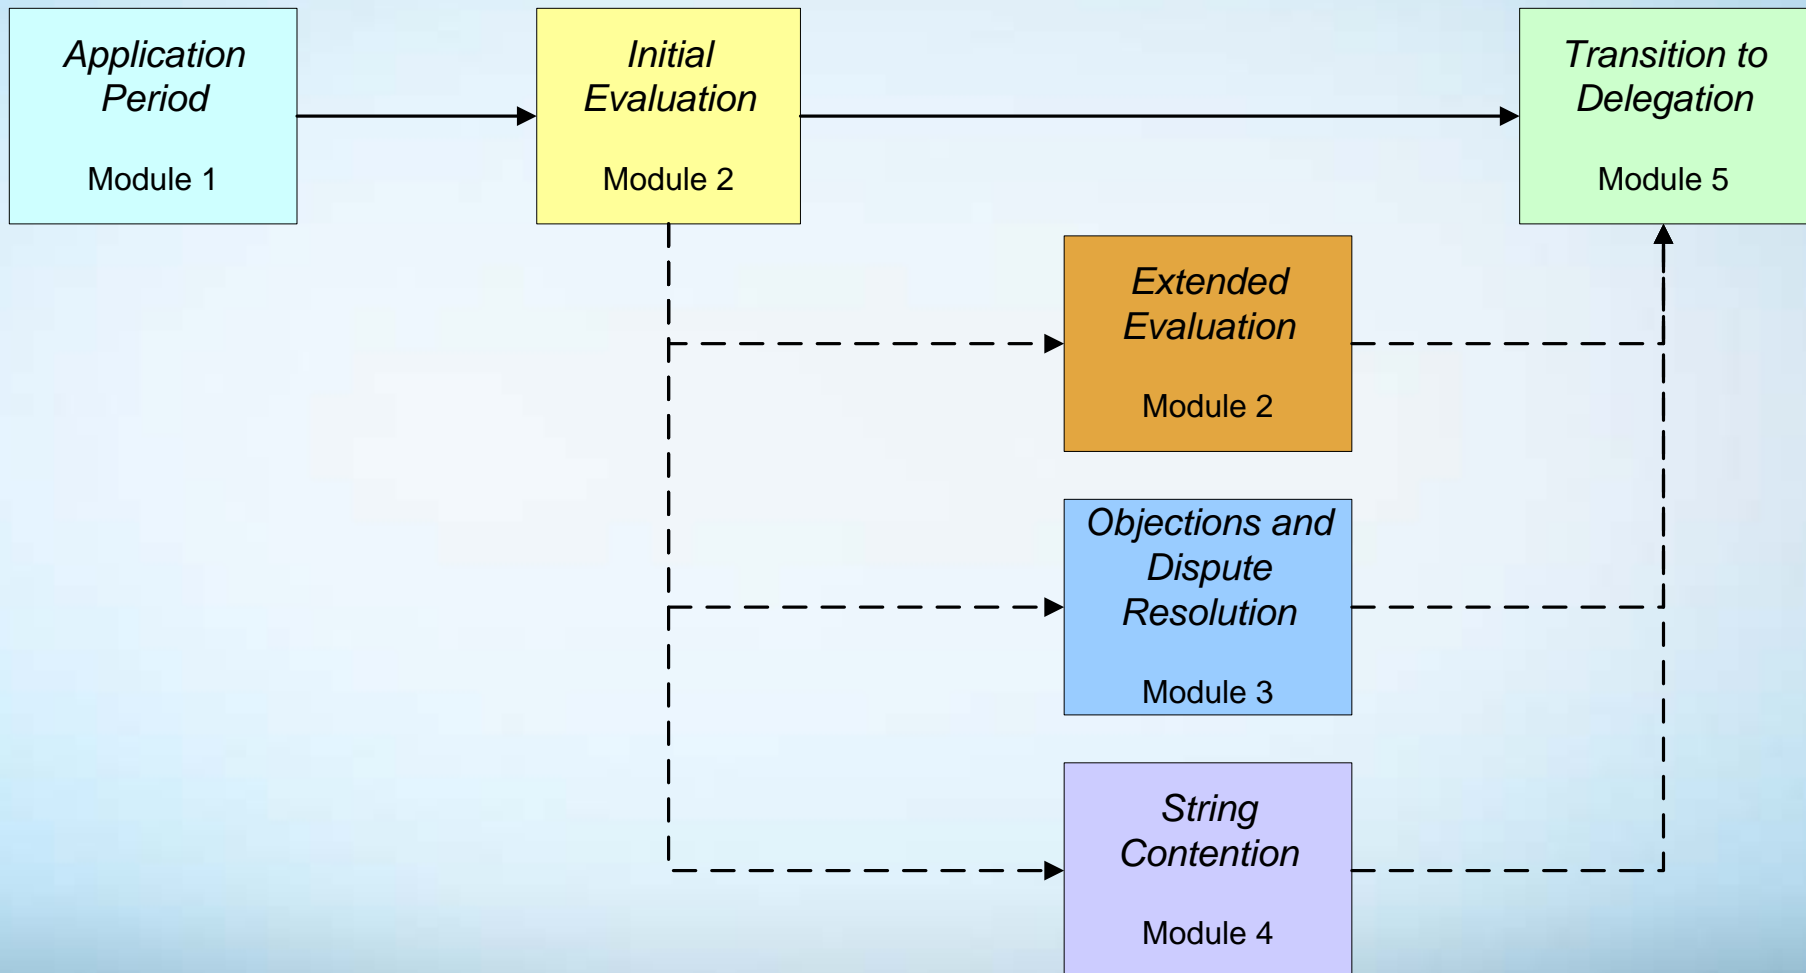 Application
Period
Module 1
Initial
Evaluation
Module 2
Transition to
Delegation
Module 5
Extended
Evaluation
Module 2
Objections and
Dispute
Resolution
Module 3
String
Contention
Module 4